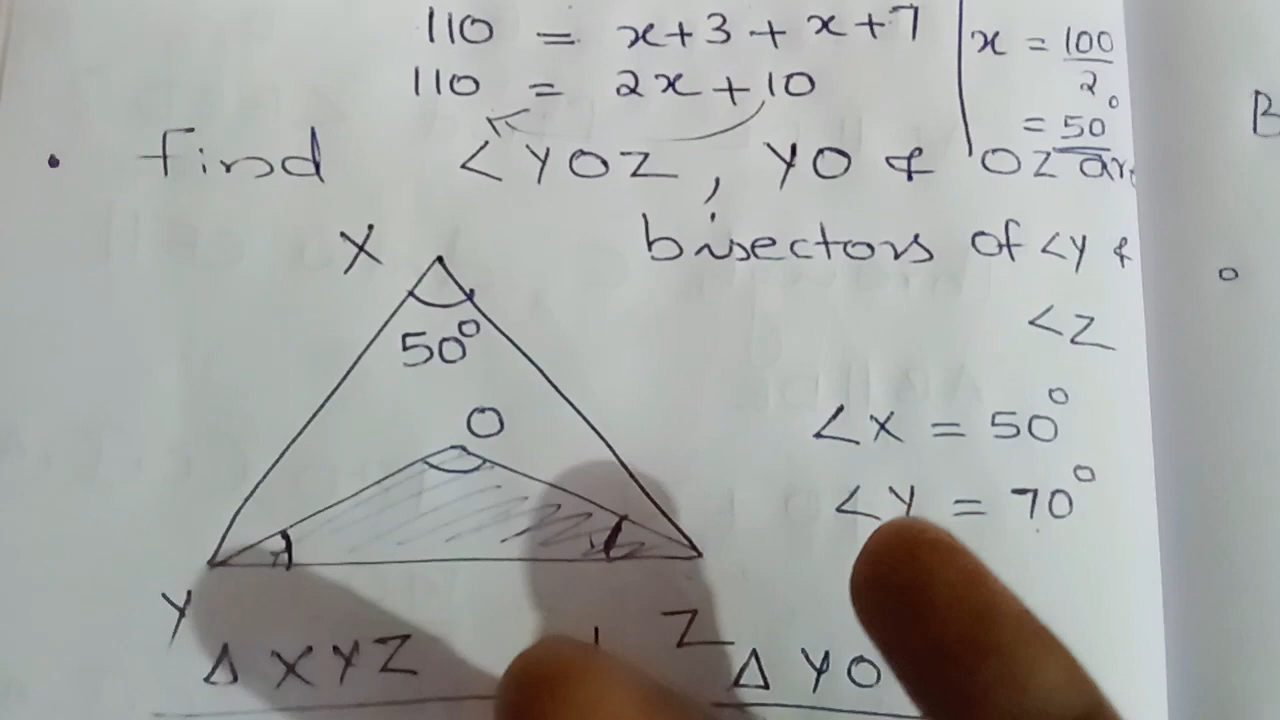 110 = x+3 + x+7
110 = 2x+10
x = 100
2
= 50°
• find <YOZ, YO & OZ
bisectors of <Y &
<Z
X
50°
O
Y
Z
<X = 50°
<Y = 70°
Δ XYZ
Δ YO
B